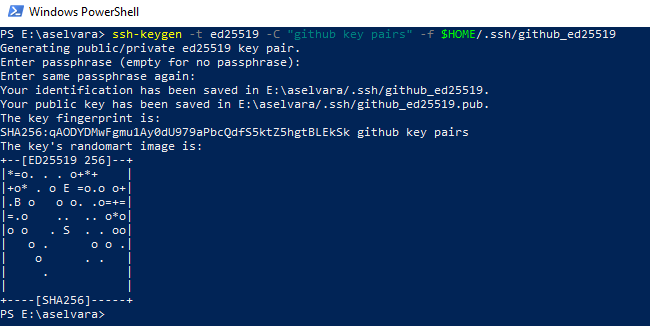 Windows PowerShell
PS E:\aselvara> ssh-keygen -t ed25519 -C "github key pairs" -f $HOME/.ssh/github_ed25519
Generating public/private ed25519 key pair.
Enter passphrase (empty for no passphrase):
Enter same passphrase again:
Your identification has been saved in E:\aselvara/.ssh/github_ed25519.
Your public key has been saved in E:\aselvara/.ssh/github_ed25519.pub.
The key fingerprint is:
SHA256:qAODYDMwFgmu1Ay0dU979aPbcQdfS5ktZ5hgtBLEkSk github key pairs
The key's randomart image is:
+--[ED25519 256]--+
|*=o. . . o+*+    |
|+o* . o E =o.o o+|
|.B o   o o. .o=+=|
|=.o    ..  .. o*o|
|o o   . S  . . oo|
|   o .      o o .|
|    o      . .   |
|     .           |
|                 |
+----[SHA256]-----+
PS E:\aselvara>